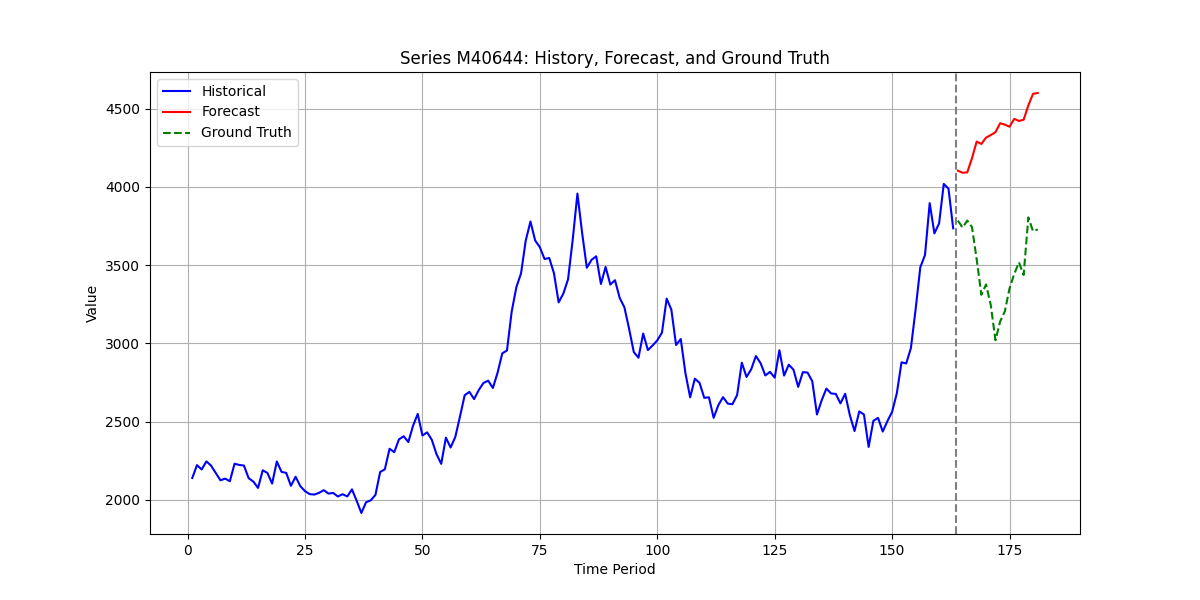 Series M40644: History, Forecast, and Ground Truth
Historical
Forecast
Ground Truth
4500
4000
3500
3000
2500
2000
Value
0 25 50 75 100 125 150 175
Time Period